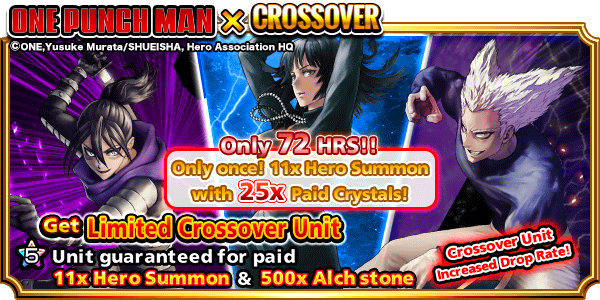 ONE PUNCH MAN × CROSSOVER
©ONE,Yusuke Murata/SHUEISHA, Hero Association HQ
Only 72 HRS!!
Only once! 11x Hero Summon
with 25x Paid Crystals!
Get Limited Crossover Unit
5 Unit guaranteed for paid
11x Hero Summon & 500x Alch stone
Crossover Unit
Increased Drop Rate!